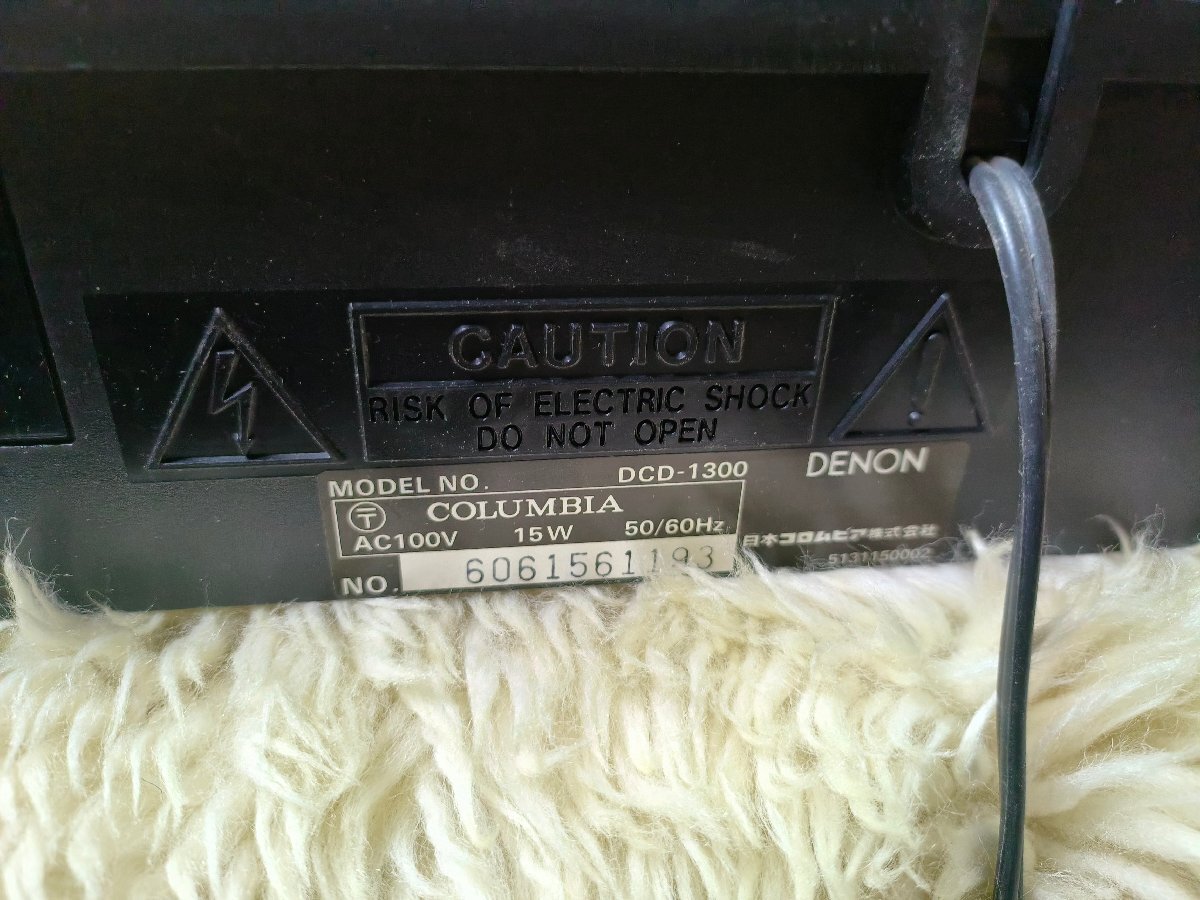 CAUTION
RISK OF ELECTRIC SHOCK
DO NOT OPEN
MODEL NO. DCD-1300
DENON
〒 COLUMBIA
AC100V 15W 50/60Hz
日本コロムビア株式会社
5131150002
NO. 6061561193